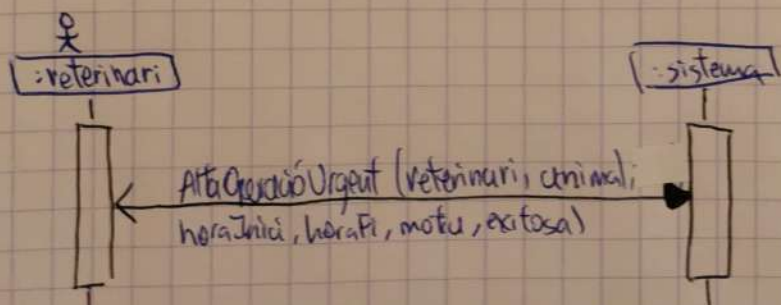 :veterinari
:sistema
AltaOperacióUrgent (veterinari, animal,
horaInici, horaFi, motiu, exitosa)